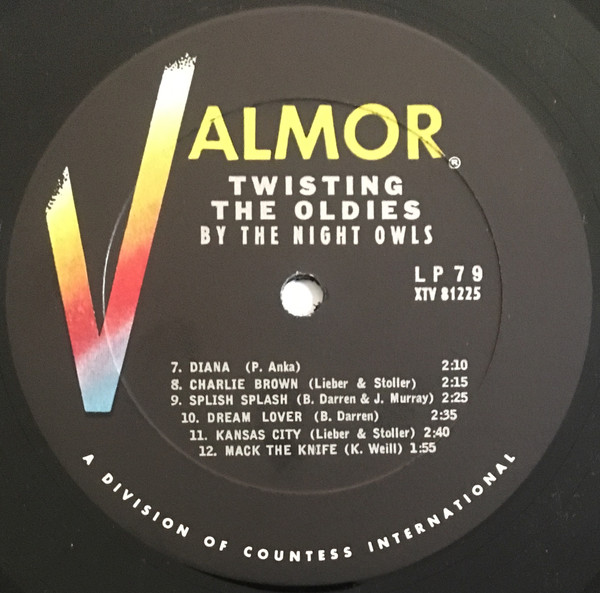 VALMOR®
TWISTING
THE OLDIES
BY THE NIGHT OWLS
LP79
XTV 81225
7. DIANA (P. Anka) 2:10
8. CHARLIE BROWN (Lieber & Stoller) 2:15
9. SPLISH SPLASH (B. Darren & J. Murray) 2:25
10. DREAM LOVER (B. Darren) 2:35
11. KANSAS CITY (Lieber & Stoller) 2:40
12. MACK THE KNIFE (K. Weill) 1:55
A DIVISION OF COUNTESS INTERNATIONAL